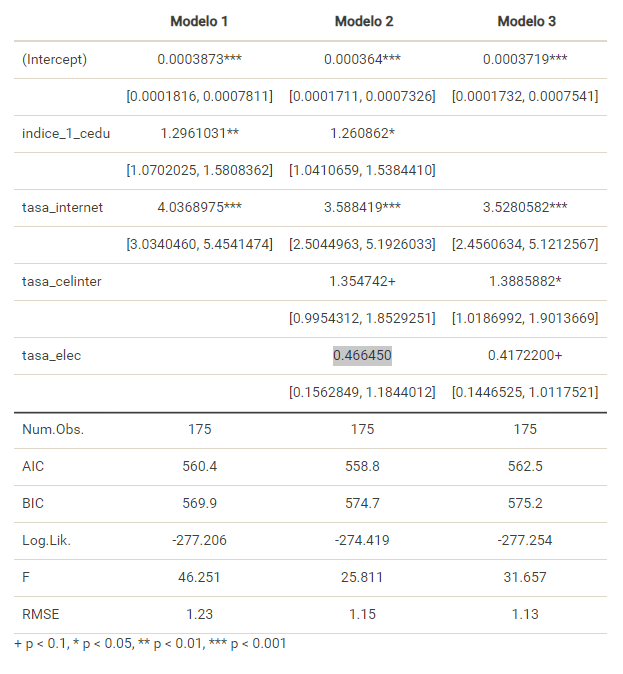 Modelo 1 Modelo 2 Modelo 3
(Intercept) 0.0003873*** 0.000364*** 0.0003719***
[0.0001816, 0.0007811] [0.0001711, 0.0007326] [0.0001732, 0.0007541]
indice_1_cedu 1.2961031** 1.260862*
[1.0702025, 1.5808362] [1.0410659, 1.5384410]
tasa_internet 4.0368975*** 3.588419*** 3.5280582***
[3.0340460, 5.4541474] [2.5044963, 5.1926033] [2.4560634, 5.1212567]
tasa_celinter 1.354742+ 1.3885882*
[0.9954312, 1.8529251] [1.0186992, 1.9013669]
tasa_elec 0.466450 0.4172200+
[0.1562849, 1.1844012] [0.1446525, 1.0117521]
Num.Obs. 175 175 175
AIC 560.4 558.8 562.5
BIC 569.9 574.7 575.2
Log.Lik. -277.206 -274.419 -277.254
F 46.251 25.811 31.657
RMSE 1.23 1.15 1.13
+ p < 0.1, * p < 0.05, ** p < 0.01, *** p < 0.001